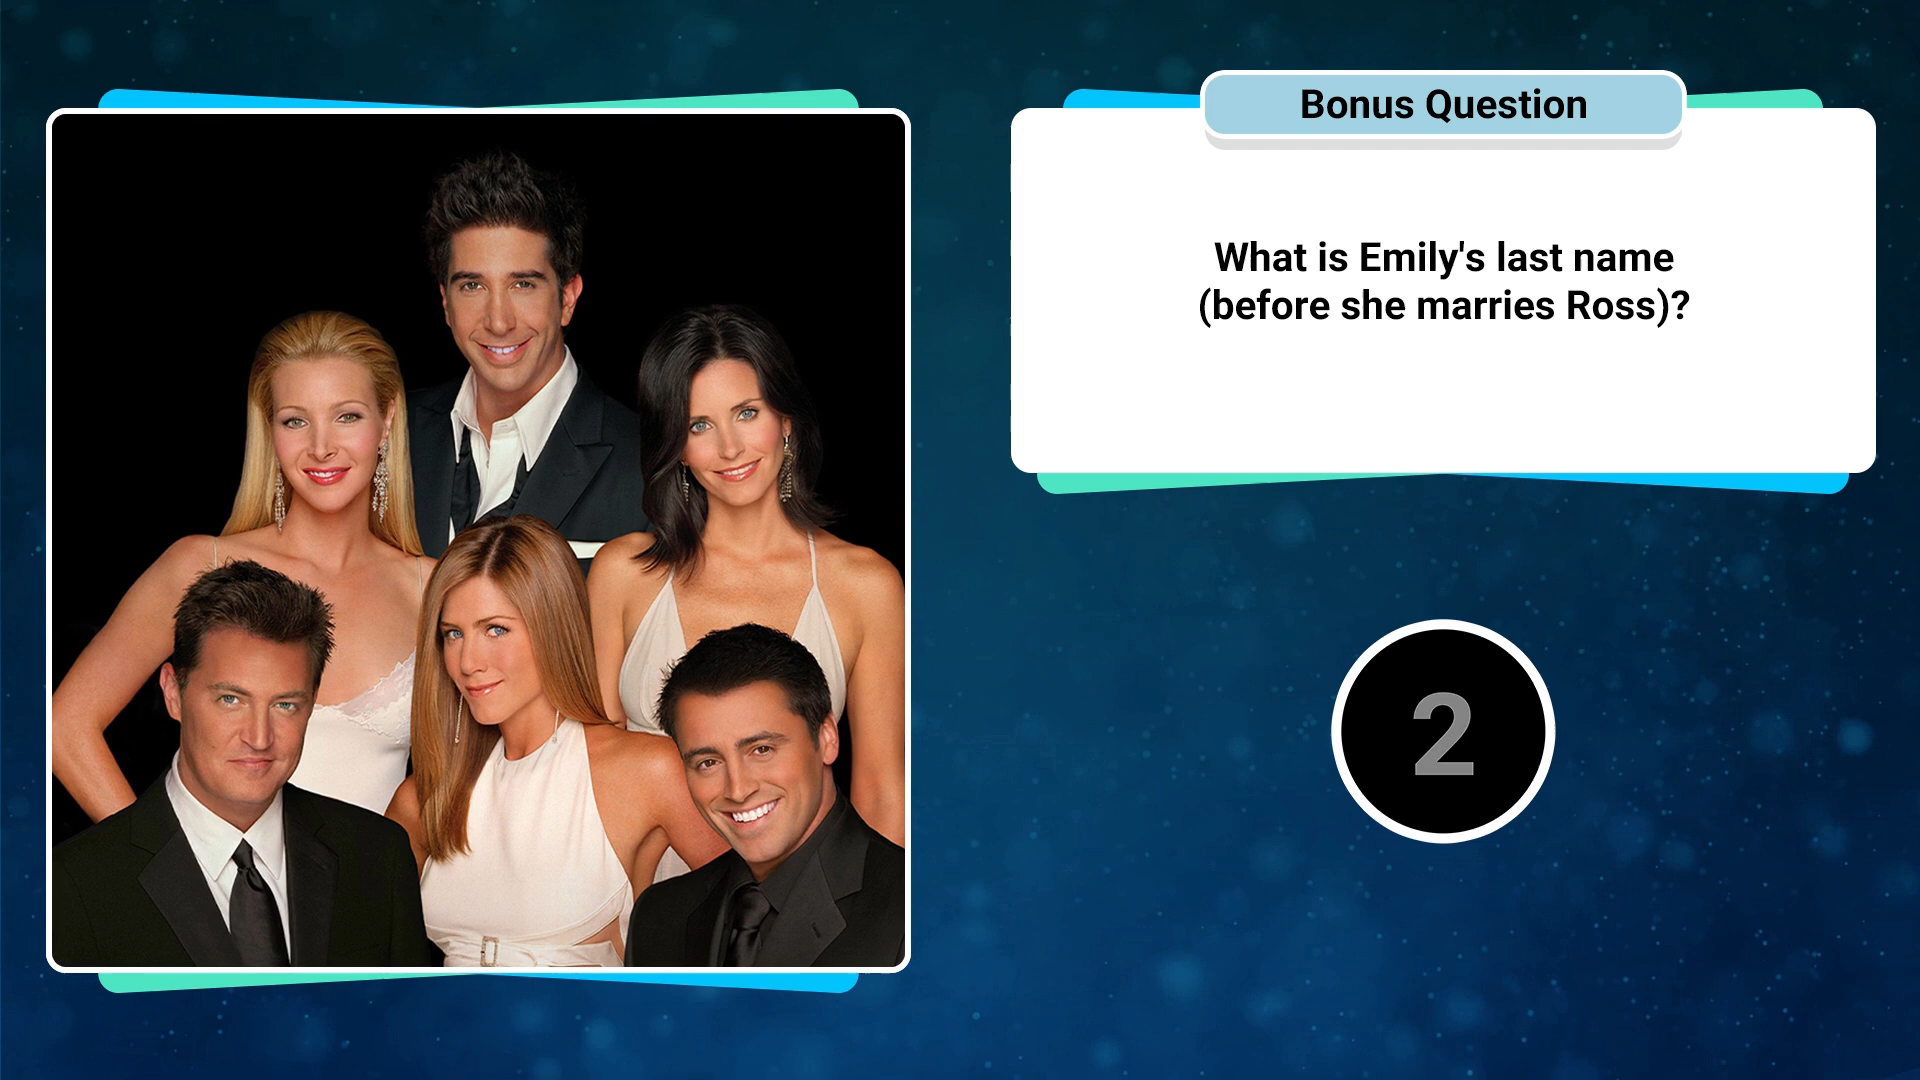 Bonus Question
What is Emily's last name
(before she marries Ross)?
2